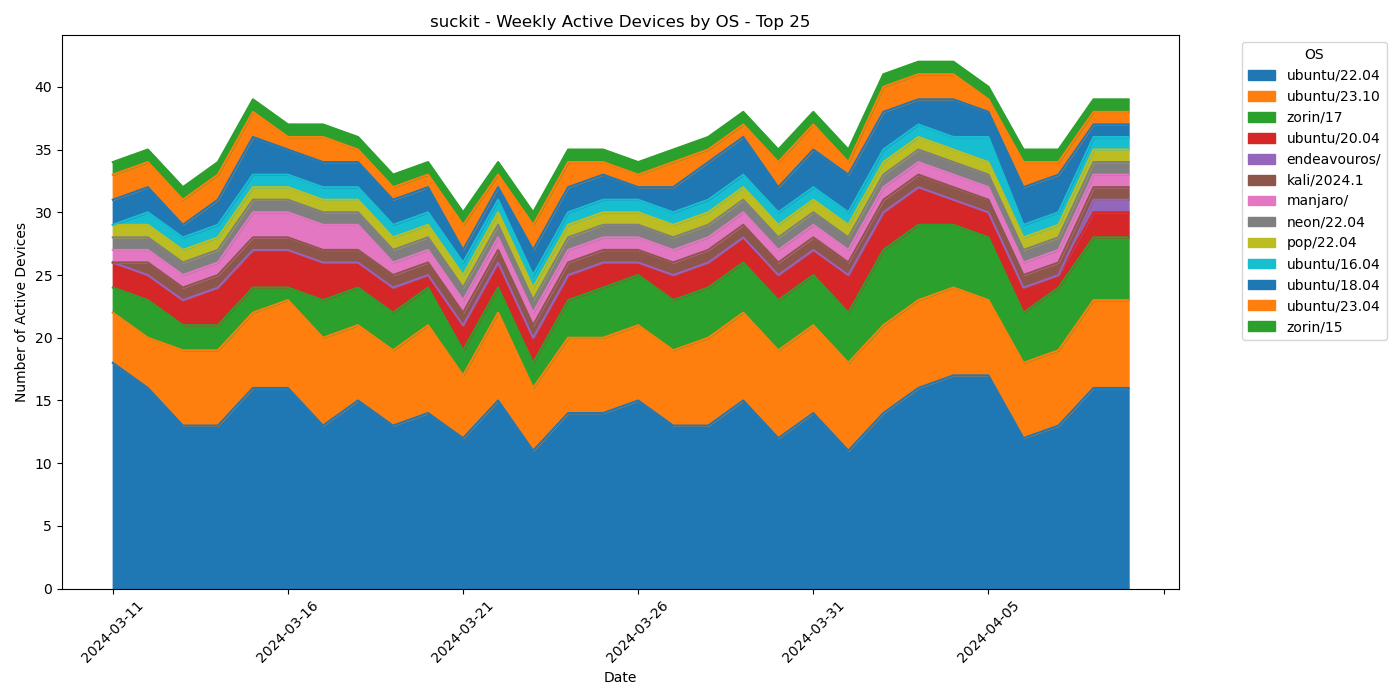 suckit - Weekly Active Devices by OS - Top 25
OS
ubuntu/22.04
ubuntu/23.10
zorin/17
ubuntu/20.04
endeavouros/
kali/2024.1
manjaro/
neon/22.04
pop/22.04
ubuntu/16.04
ubuntu/18.04
ubuntu/23.04
zorin/15
Number of Active Devices
40
35
30
25
20
15
10
5
0
2024-03-11
2024-03-16
2024-03-21
2024-03-26
2024-03-31
2024-04-05
Date